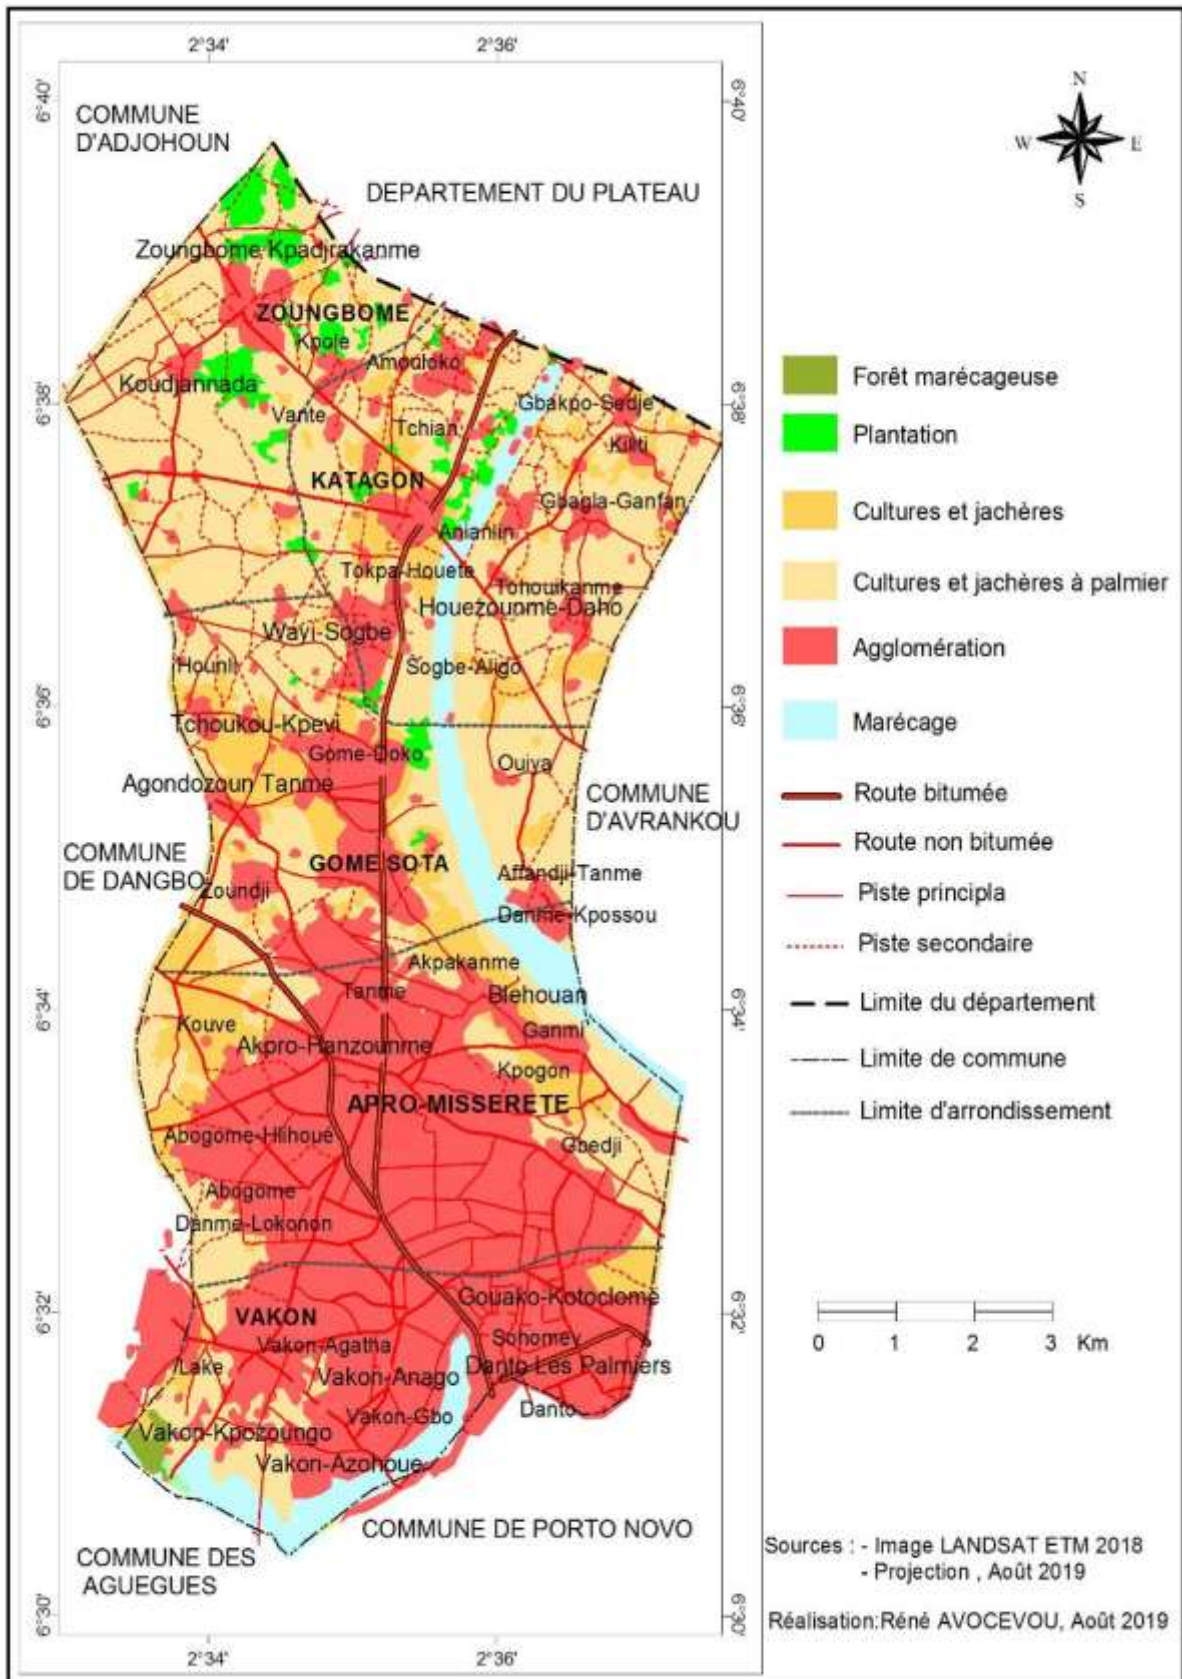 2°34'
2°36'
6°40'
6°40'
COMMUNE
D'ADJOHOUN
DEPARTEMENT DU PLATEAU
N
W
E
S
Zoungbome Kpadjrakanme
ZOUNGBOME
Kpole
Amodloko
Koudjannada
Gbakpo-Sedje
6°38'
6°38'
Vante
Tchian
Kiliti
KATAGON
Gbagla-Ganfan
Anianlin
Tokpa-Houete
Tohouikanme
Houezounme-Daho
Wayi-Sogbe
Hounli
Sogbe-Aligo
6°36'
6°36'
Tchoukou-Kpevi
Gome-Doko
Ouiya
Agondozoun Tanme
COMMUNE
D'AVRANKOU
COMMUNE
DE DANGBO
GOME SOTA
Zoundji
Affandji-Tanme
Danme-Kpossou
Akpakanme
Tanme
Blehouan
6°34'
6°34'
Kouve
Ganmi
Akpro-Hanzounme
Kpogon
APRO-MISSERETE
Abogome-Hlihoue
Gbedji
Abogome
Danme-Lokonon
Gouako-Kotoclome
6°32'
6°32'
VAKON
Sohomey
Vakon-Agatha
Lake
Danto Les Palmiers
Vakon-Anago
Vakon-Gbo
Danto
Vakon-Kpozoungo
Vakon-Azohoue
COMMUNE DE PORTO NOVO
COMMUNE DES
AGUEGUES
6°30'
6°30'
2°34'
2°36'
Forêt marécageuse
Plantation
Cultures et jachères
Cultures et jachères à palmier
Agglomération
Marécage
Route bitumée
Route non bitumée
Piste principla
Piste secondaire
Limite du département
Limite de commune
Limite d'arrondissement
0 1 2 3 Km
Sources : - Image LANDSAT ETM 2018
- Projection , Août 2019
Réalisation:Réné AVOCEVOU, Août 2019